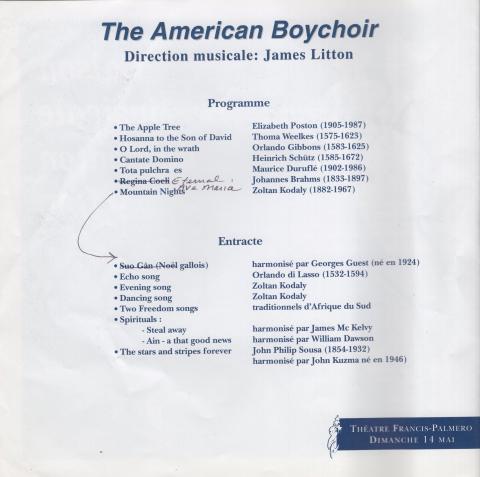 The American Boychoir
Direction musicale: James Litton
Programme
• The Apple Tree Elizabeth Poston (1905-1987)
• Hosanna to the Son of David Thoma Weelkes (1575-1623)
• O Lord, in the wrath Orlando Gibbons (1583-1625)
• Cantate Domino Heinrich Schütz (1585-1672)
• Tota pulchra es Maurice Duruflé (1902-1986)
• Regina Coeli Eternal : Johannes Brahms (1833-1897)
Ave Maria
• Mountain Nights Zoltan Kodaly (1882-1967)
Entracte
• Suo Gân (Noël gallois) harmonisé par Georges Guest (né en 1924)
• Echo song Orlando di Lasso (1532-1594)
• Evening song Zoltan Kodaly
• Dancing song Zoltan Kodaly
• Two Freedom songs traditionnels d'Afrique du Sud
• Spirituals :
- Steal away harmonisé par James Mc Kelvy
- Ain - a that good news harmonisé par William Dawson
• The stars and stripes forever John Philip Sousa (1854-1932)
harmonisé par John Kuzma né en 1946)
THÉATRE FRANCIS-PALMERO
DIMANCHE 14 MAI